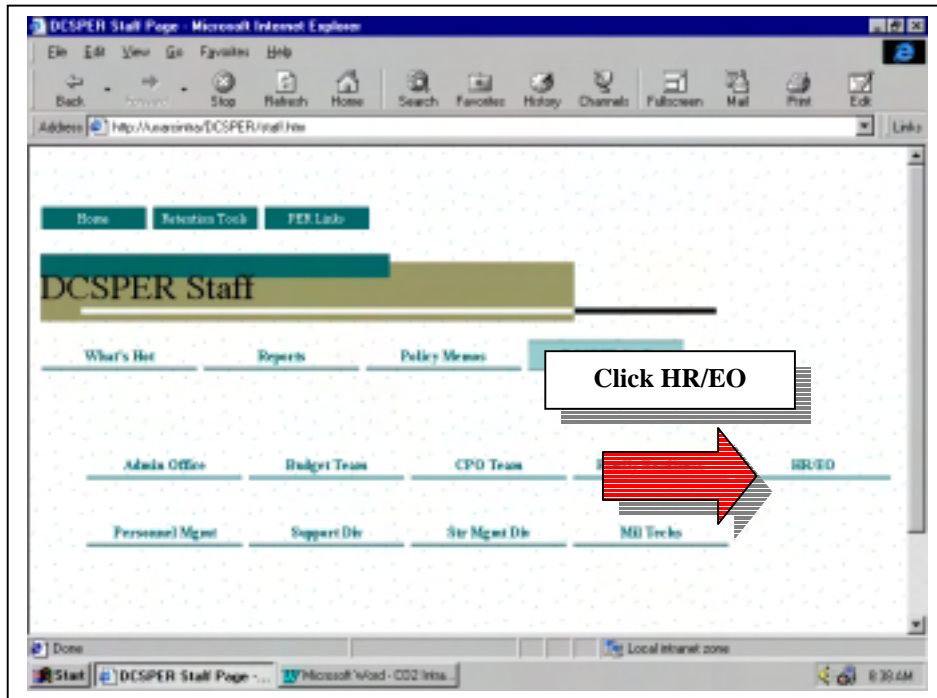 DCSPER Staff Page - Microsoft Internet Explorer
File Edit View Go Favorites Help
Back Forward Stop Refresh Home Search Favorites History Channels Fullscreen Mail Print Edit
Address Links
Home Retention Tools PER Links
DCSPER Staff
What's Hot Reports Policy Memos
Click HR/EO
Admin Office Budget Team CPO Team HR/EO
Personnel Mgmt Support Div Str Mgmt Div Mil Techs
Done Local intranet zone
Start DCSPER Staff Page - ... Microsoft Word - CO2 Intra... 8:38 AM